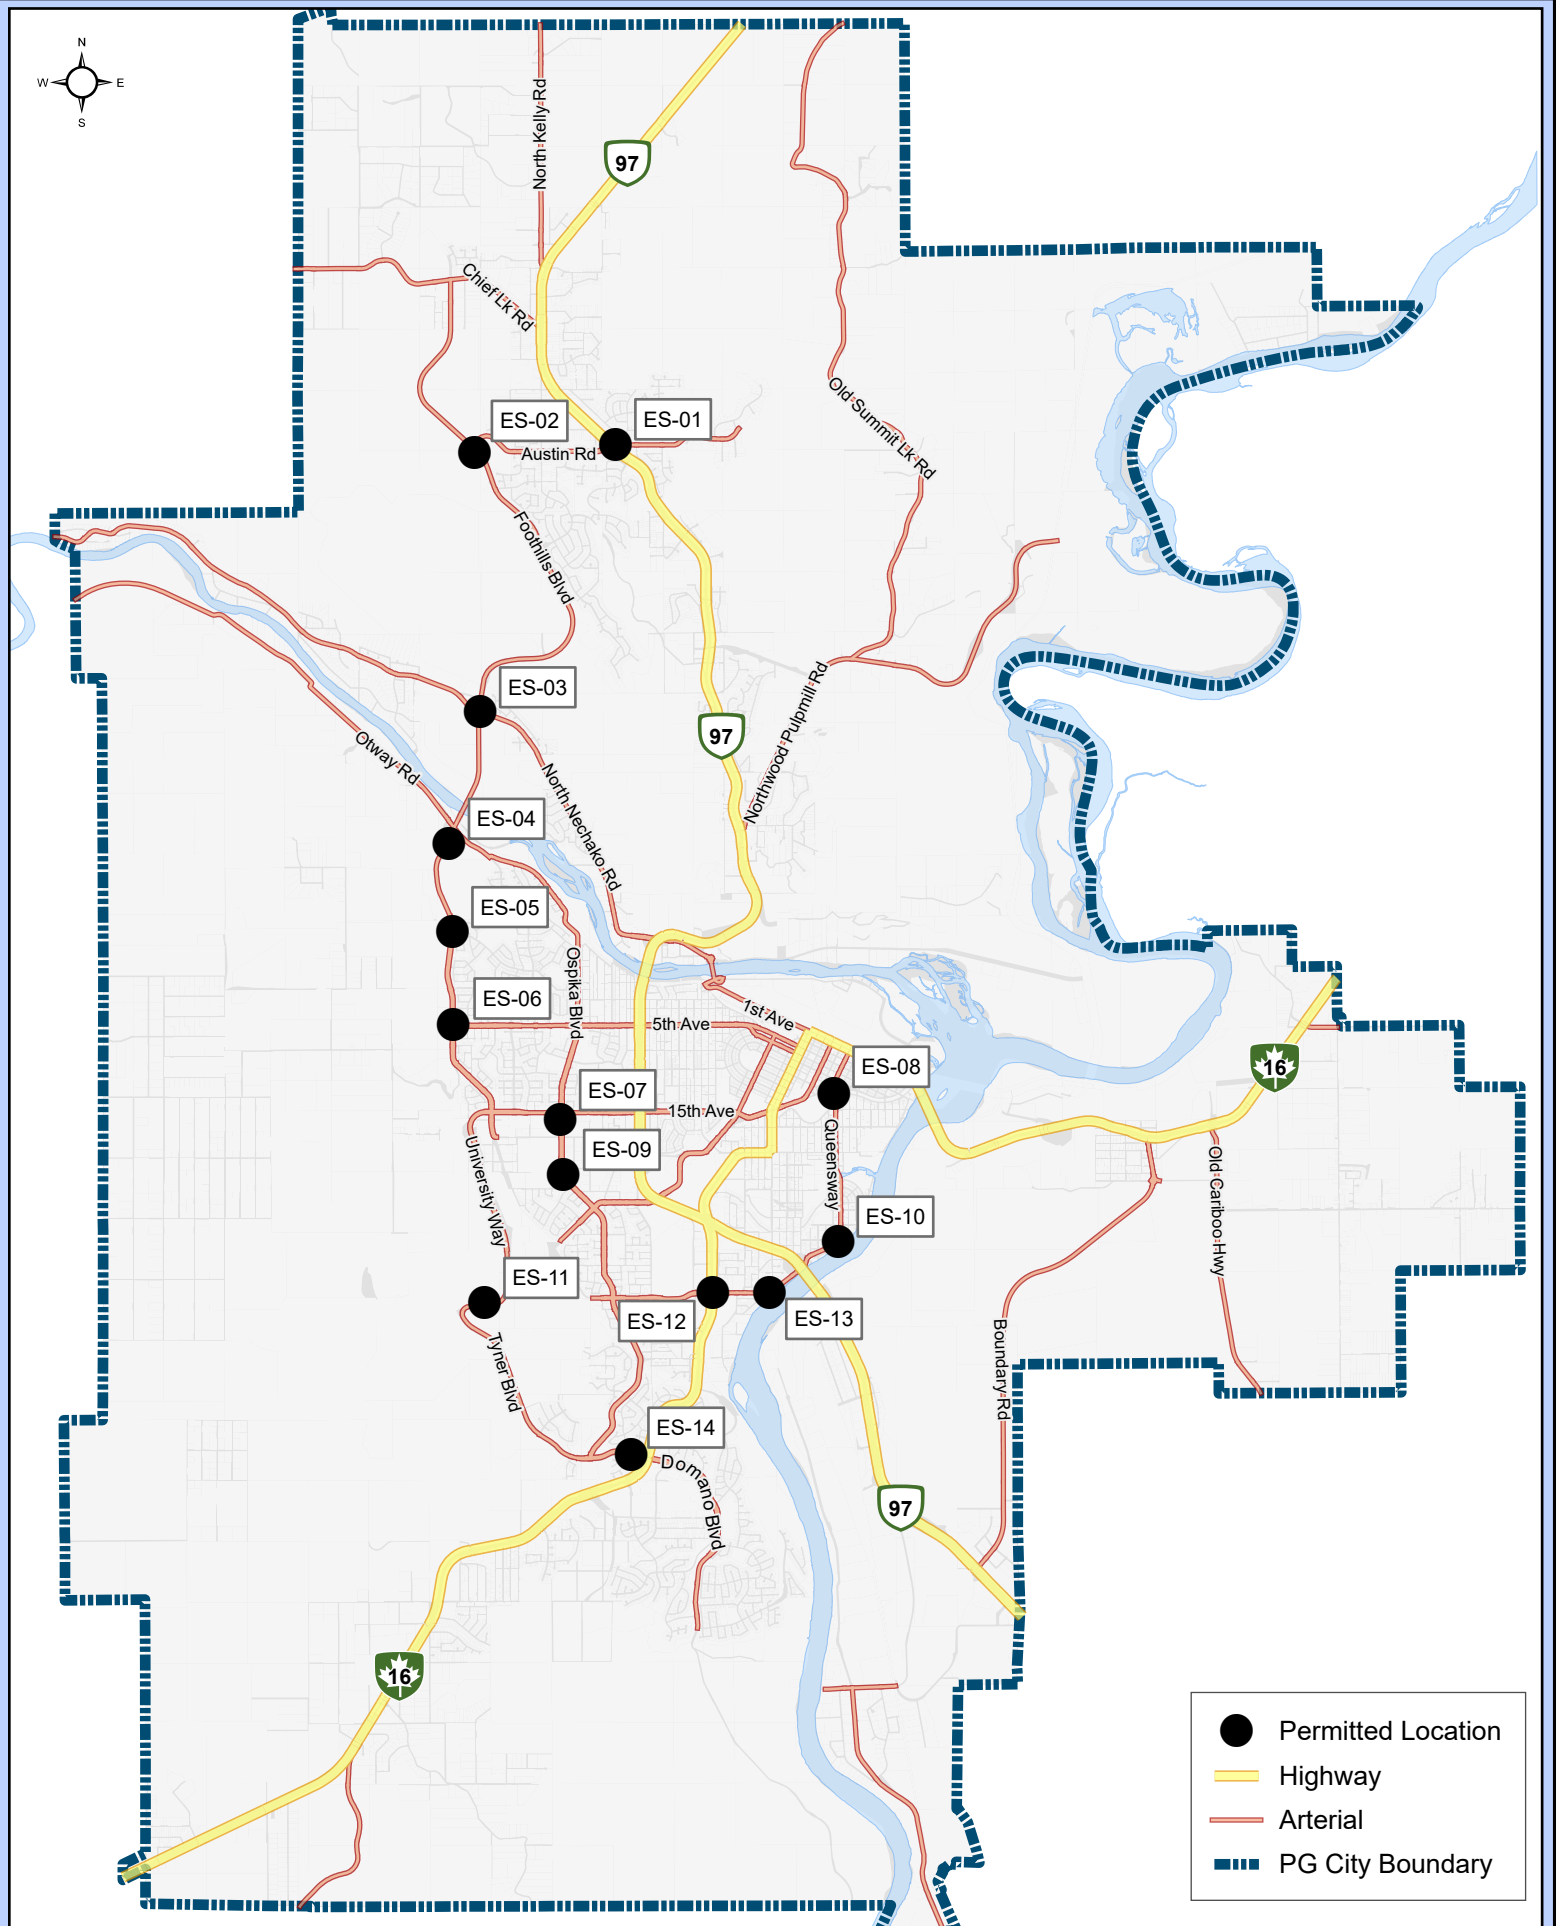 N
W
E
S
North Kelly Rd
97
Chief Lk Rd
Old Summit Lk Rd
ES-02
ES-01
Austin Rd
Foothills Blvd
ES-03
Northwood Pulpmill Rd
97
Otway Rd
North Nechako Rd
ES-04
ES-05
Ospika Blvd
ES-06
1st Ave
5th Ave
ES-08
16
ES-07
15th Ave
Queensway
ES-09
University Way
Old Cariboo Hwy
ES-10
ES-11
ES-12
ES-13
Tyner Blvd
Boundary Rd
ES-14
Domano Blvd
97
16
Permitted Location
Highway
Arterial
PG City Boundary